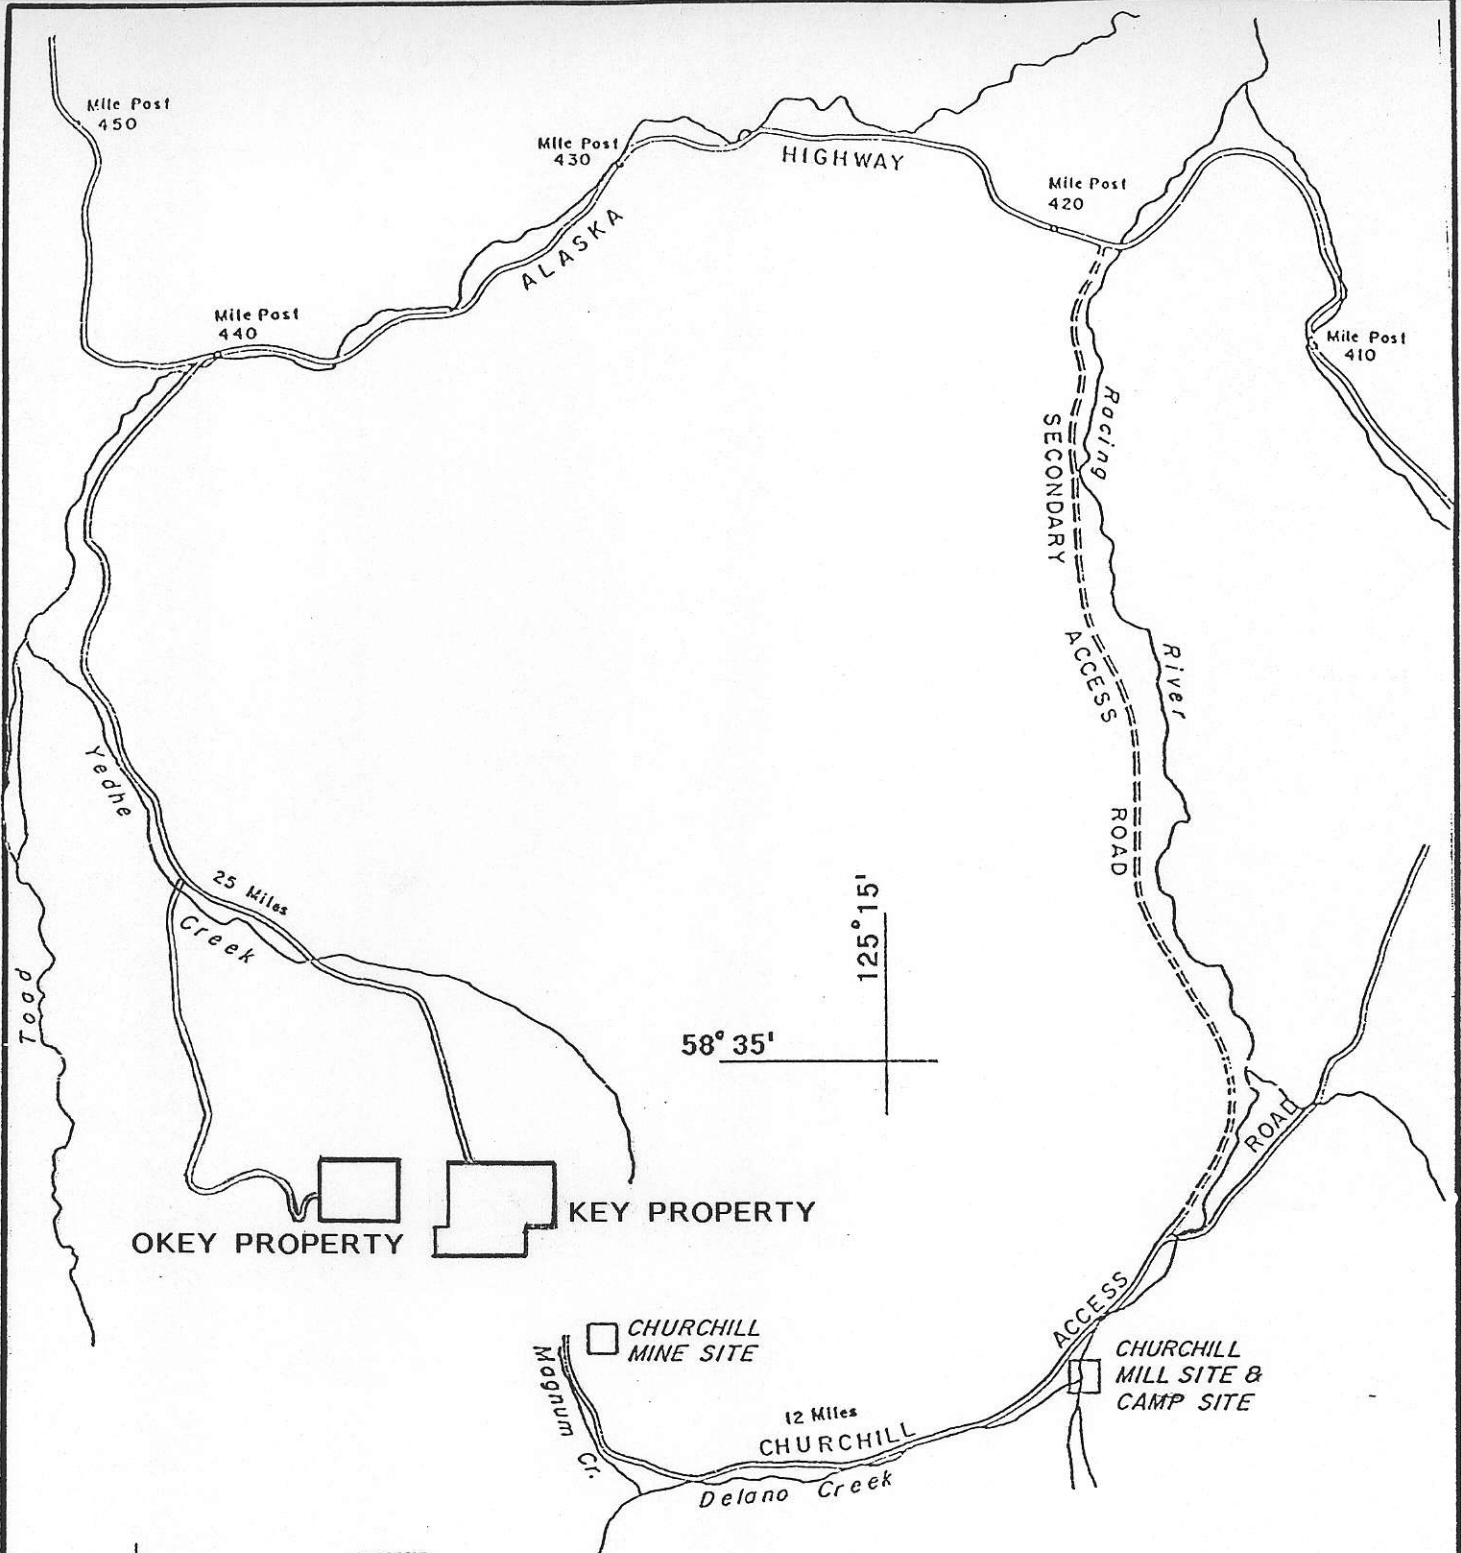 Mile Post
450
Mile Post
430
HIGHWAY
Mile Post
420
ALASKA
Mile Post
440
Mile Post
410
Racing
SECONDARY
ACCESS
River
Yedhe
ROAD
25 Miles
Creek
125°15'
Toad
58°35'
ROAD
KEY PROPERTY
OKEY PROPERTY
ACCESS
CHURCHILL
MINE SITE
CHURCHILL
MILL SITE &
CAMP SITE
Magnum Cr.
12 Miles
CHURCHILL
Delano Creek